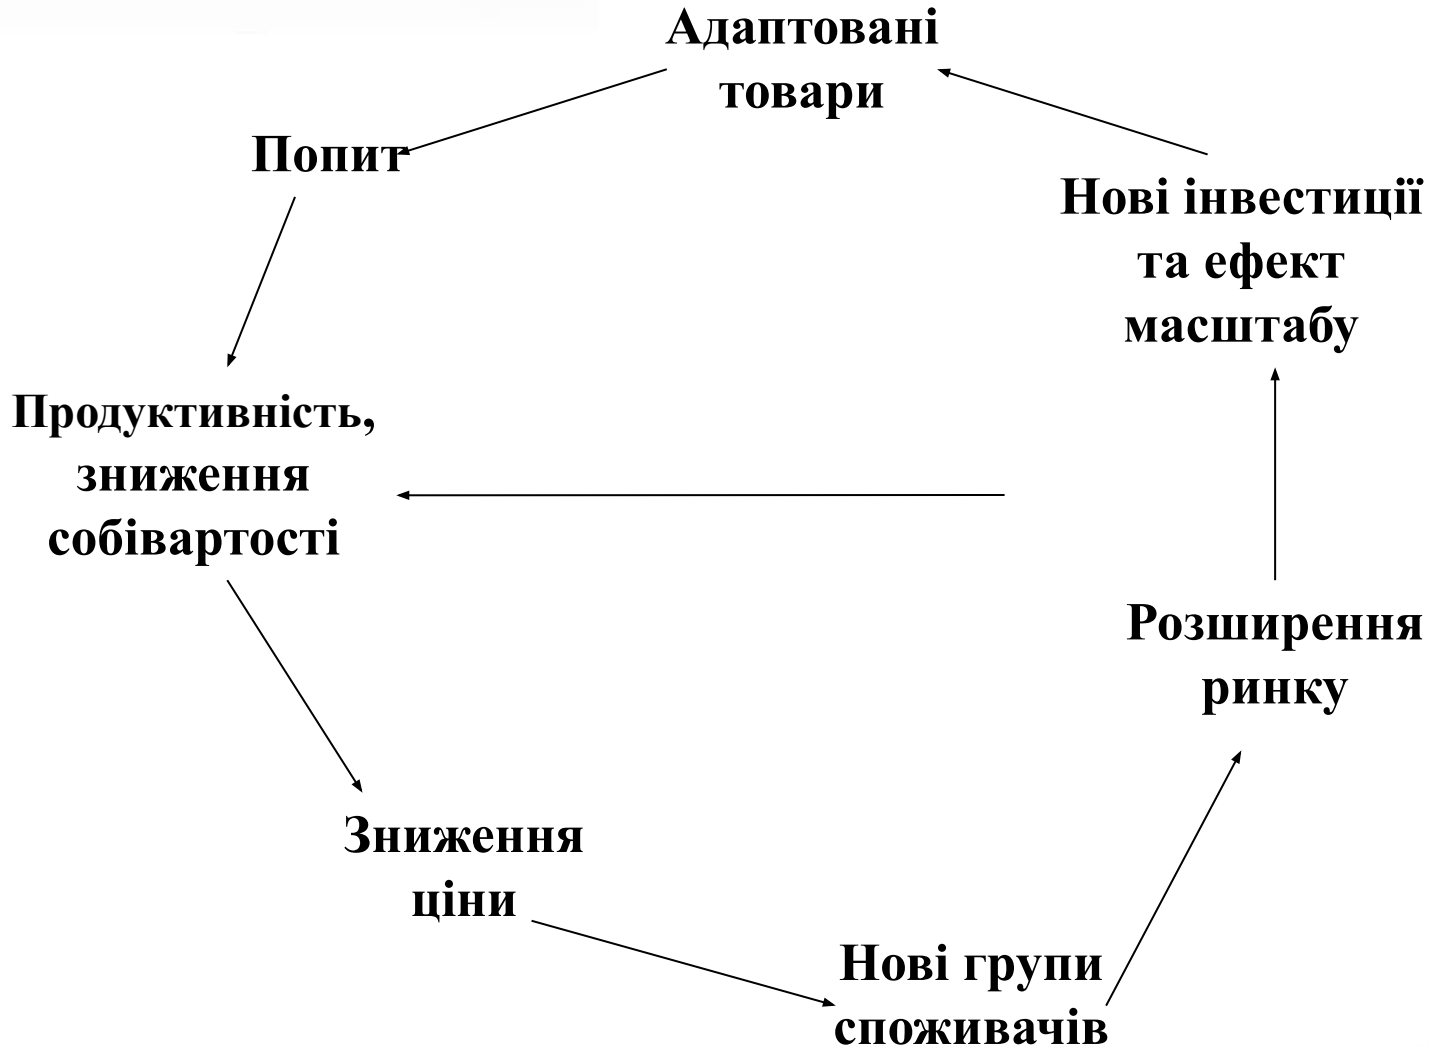 Адаптовані
товари
Попит
Нові інвестиції
та ефект
масштабу
Продуктивність,
зниження
собівартості
Розширення
ринку
Зниження
ціни
Нові групи
споживачів